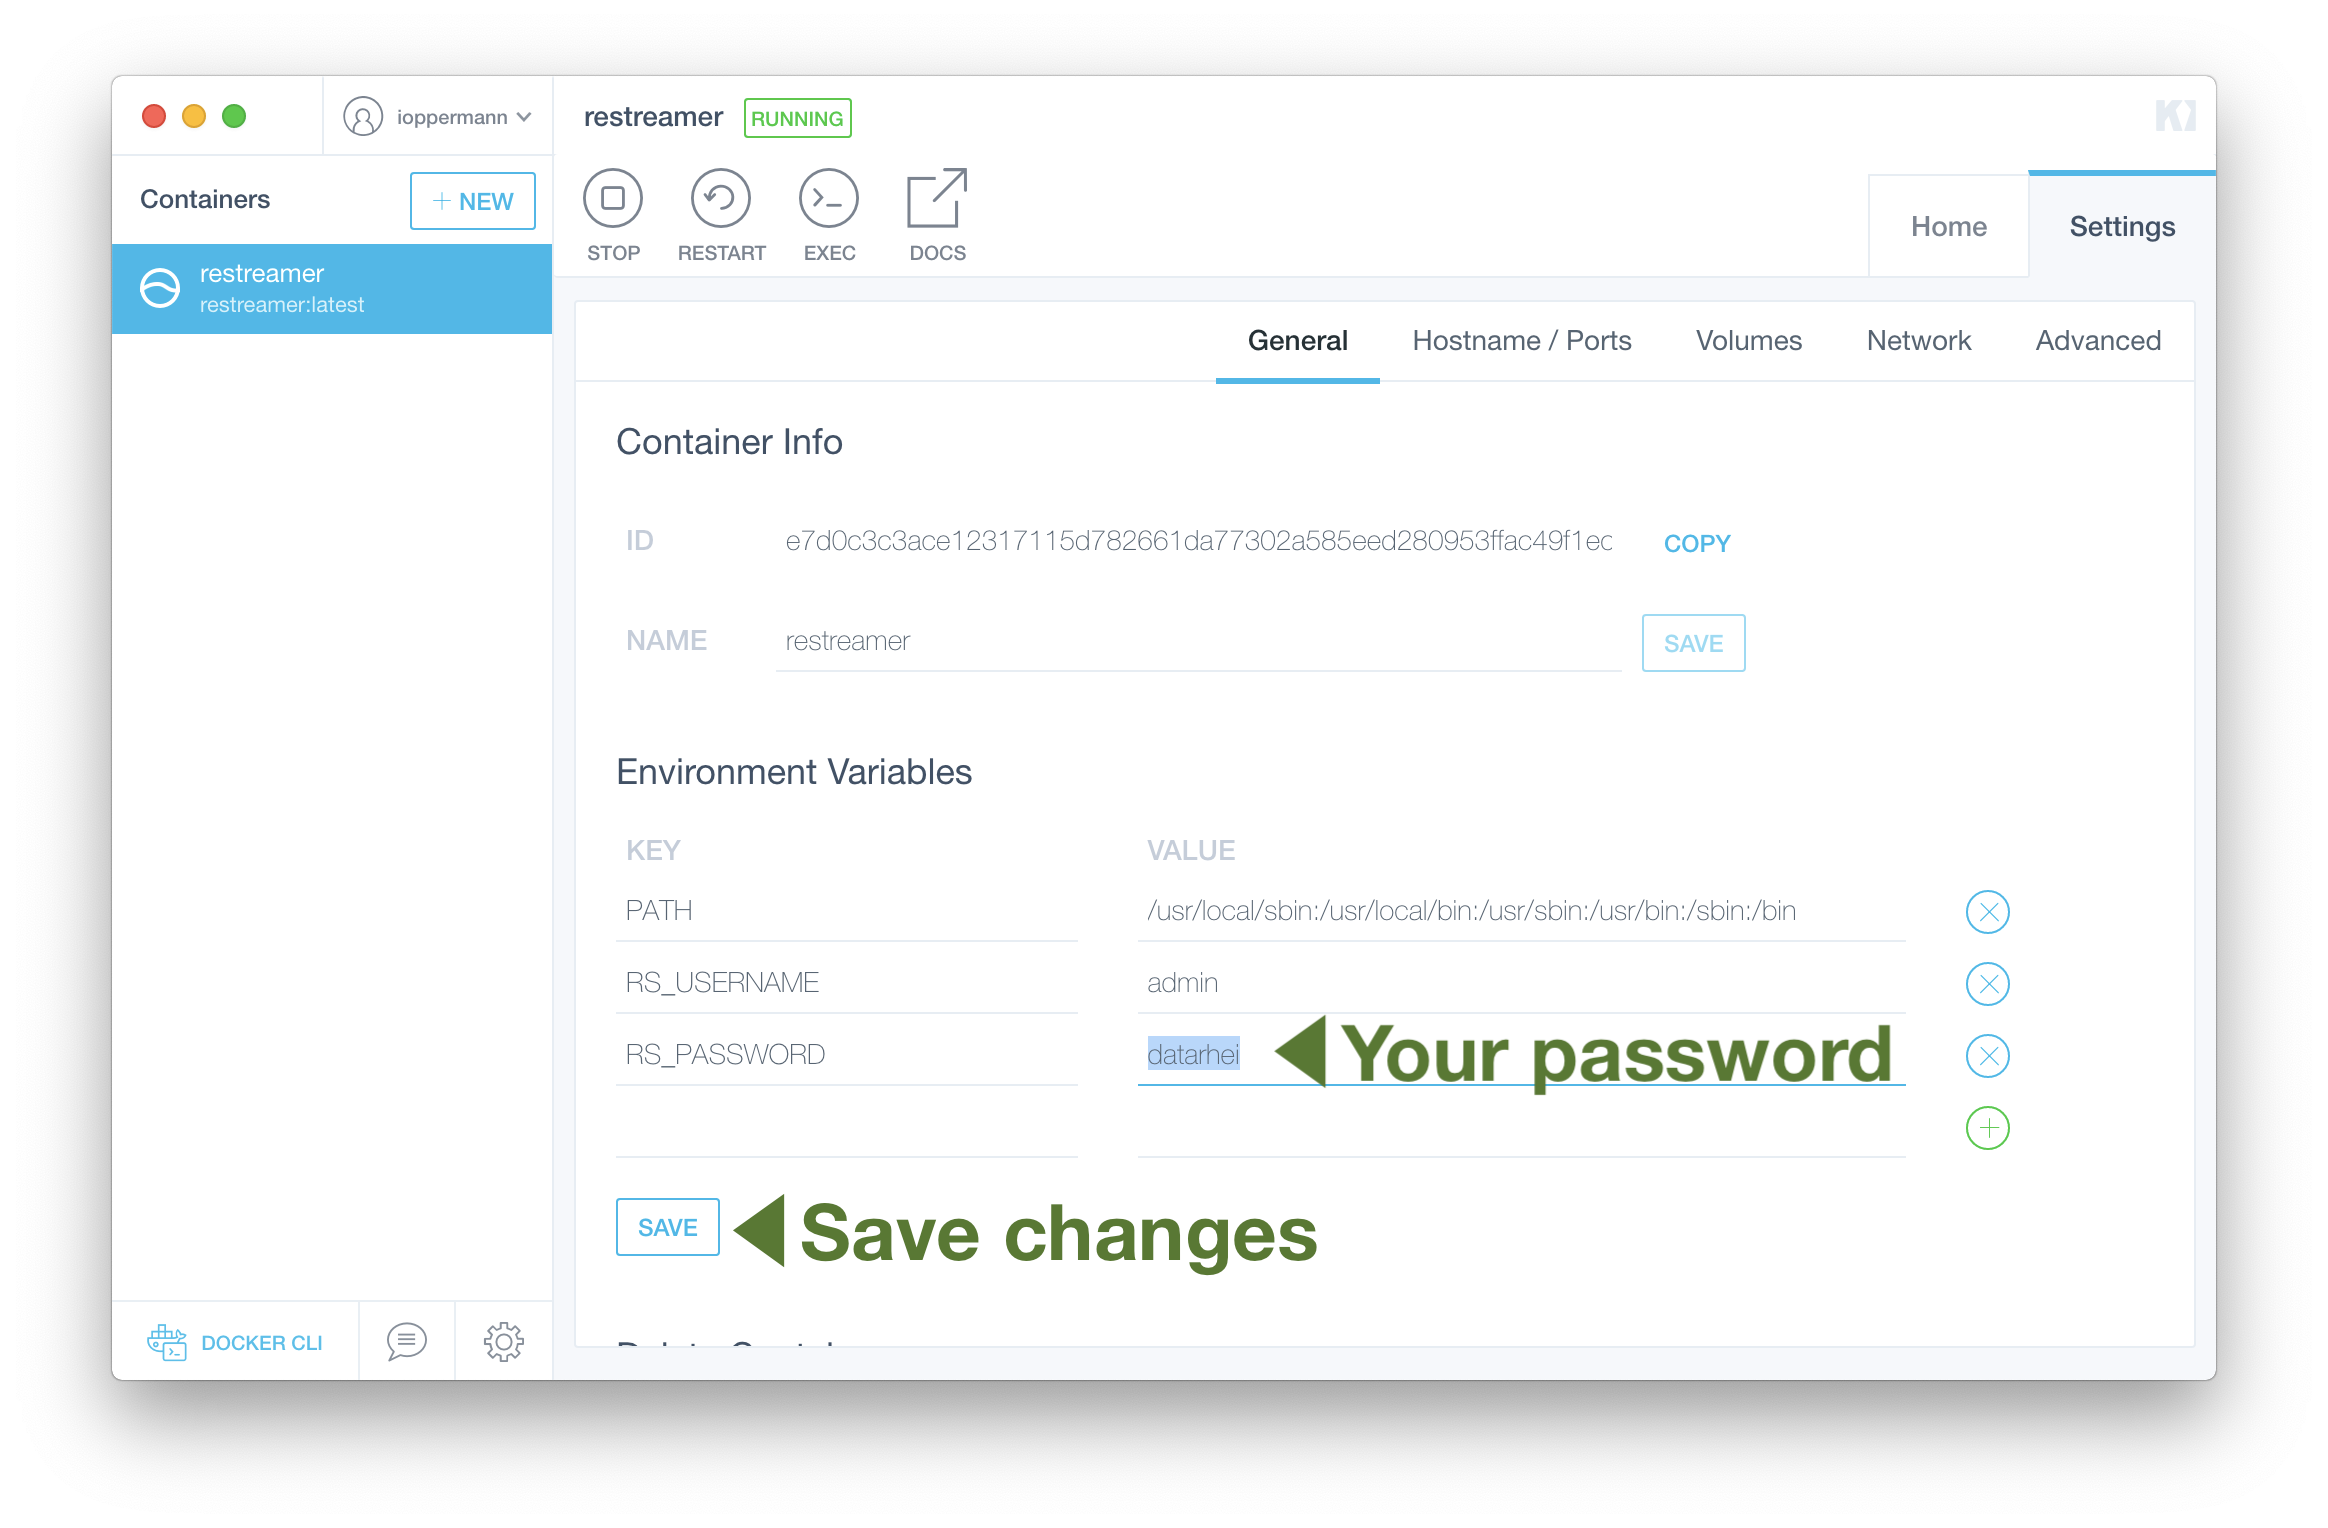 ioppermann
restreamer RUNNING
Containers
+ NEW
restreamer
restreamer:latest
STOP
RESTART
EXEC
DOCS
Home
Settings
General
Hostname / Ports
Volumes
Network
Advanced
Container Info
ID
e7d0c3c3ace12317115d782661da77302a585eed280953ffac49f1ec
COPY
NAME
restreamer
SAVE
Environment Variables
KEY
VALUE
PATH
/usr/local/sbin:/usr/local/bin:/usr/sbin:/usr/bin:/sbin:/bin
RS_USERNAME
admin
RS_PASSWORD
datarhei
Your password
SAVE
Save changes
DOCKER CLI